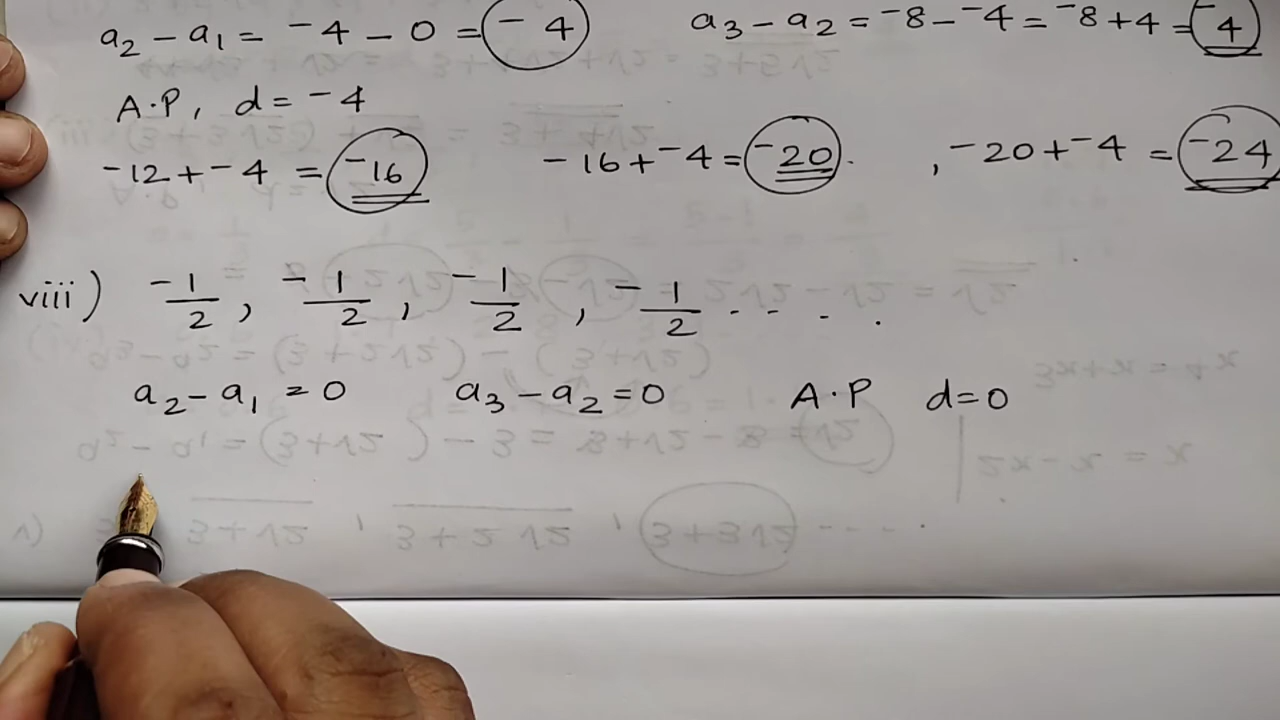 a₂ - a₁ = ⁻4 - 0 = ⁻4 a₃ - a₂ = ⁻8 - ⁻4 = ⁻8 + 4 = ⁻4
A.P, d = ⁻4
⁻12 + ⁻4 = ⁻16 -16 + ⁻4 = ⁻20. , -20 + ⁻4 = ⁻24
viii) -1/2, -1/2, -1/2, -1/2 ....
a₂ - a₁ = 0 a₃ - a₂ = 0 A.P d=0